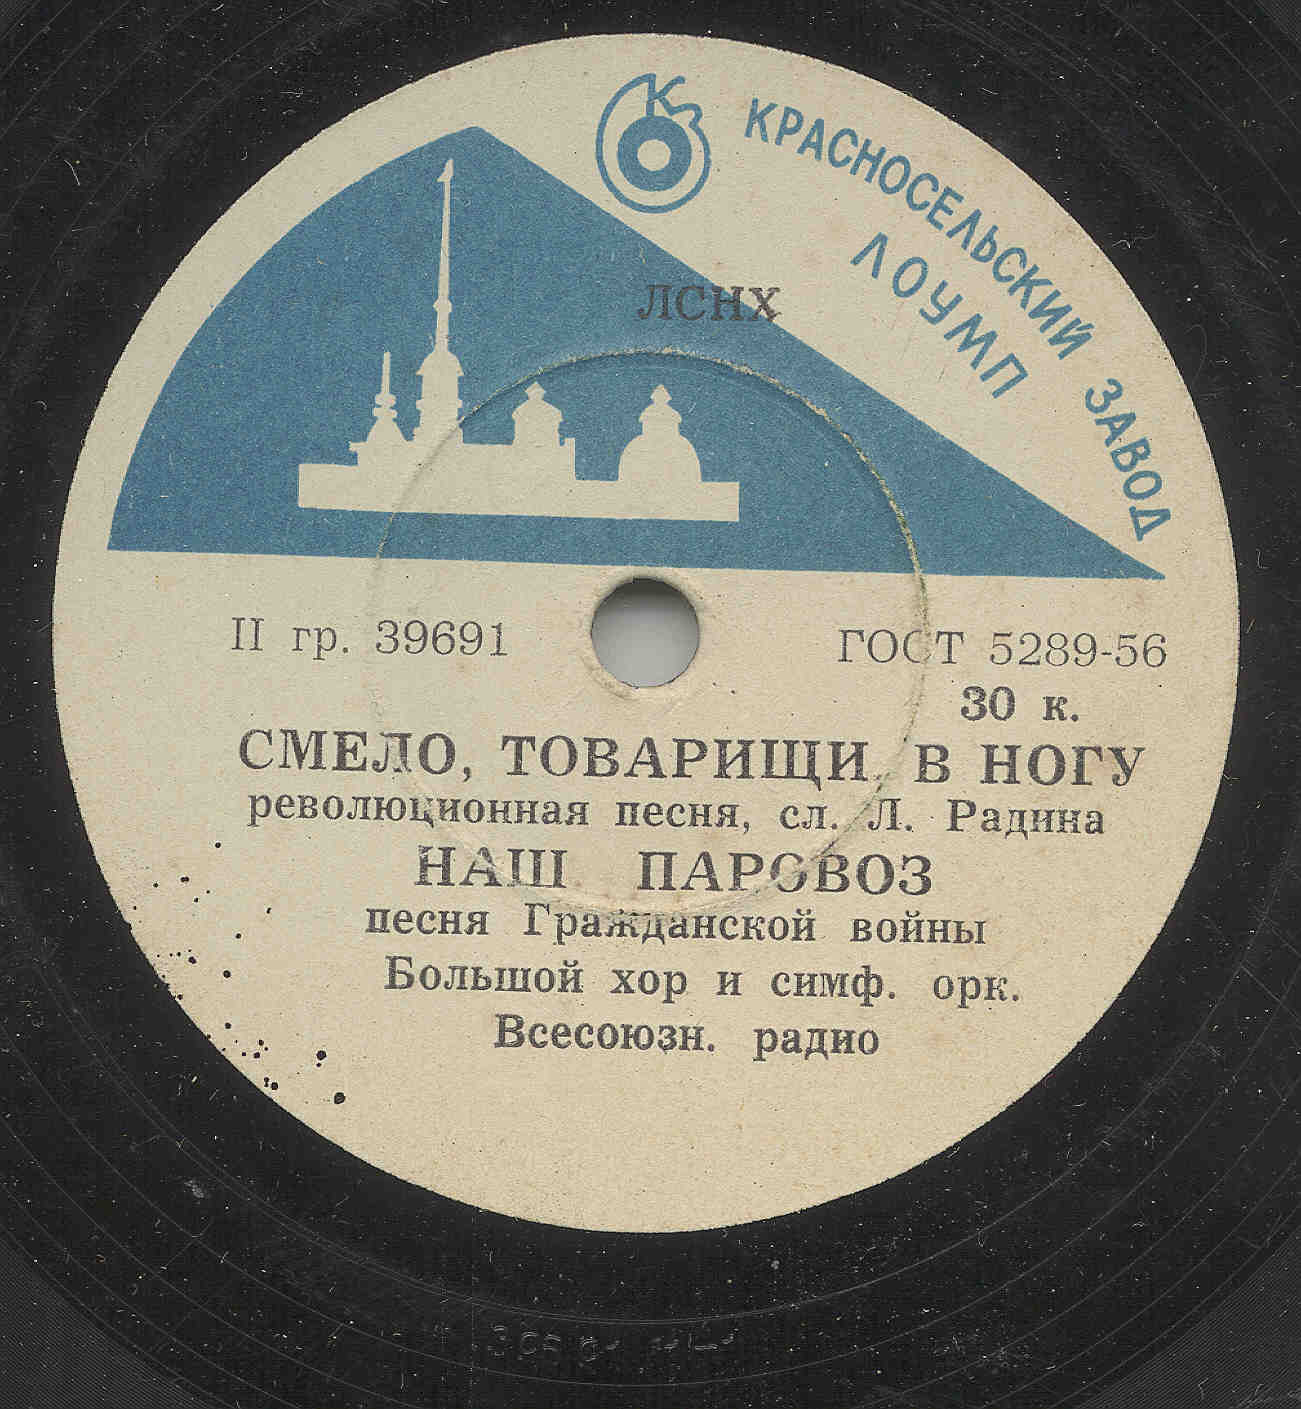 КРАСНОСЕЛЬСКИЙ ЗАВОД
ЛОУМП
ЛСНХ
II гр. 39691
ГОСТ 5289-56
30 к.
СМЕЛО, ТОВАРИЩИ, В НОГУ
революционная песня, сл. Л. Радина
НАШ ПАРОВОЗ
песня Гражданской войны
Большой хор и симф. орк.
Всесоюзн. радио